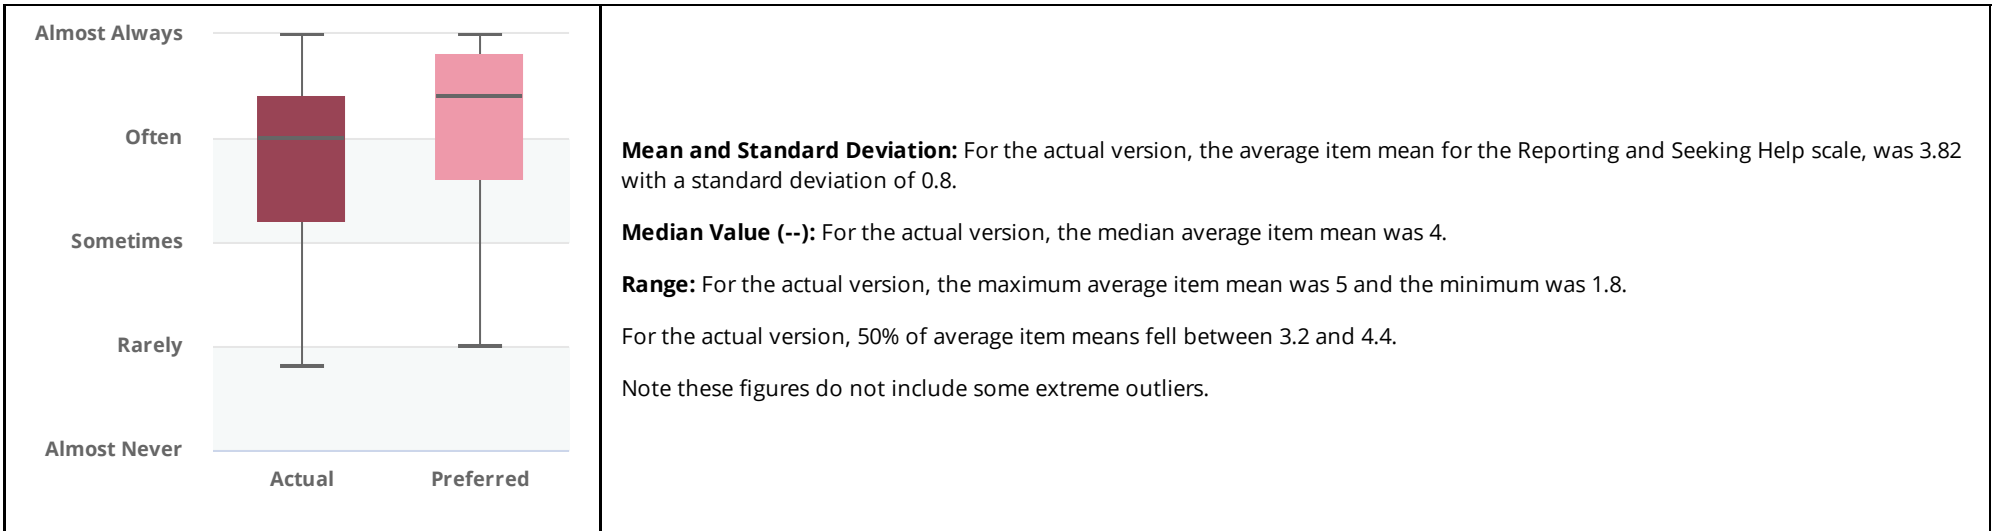 Almost Always
Often
Sometimes
Rarely
Almost Never
Actual
Preferred
Mean and Standard Deviation: For the actual version, the average item mean for the Reporting and Seeking Help scale, was 3.82
with a standard deviation of 0.8.
Median Value (--): For the actual version, the median average item mean was 4.
Range: For the actual version, the maximum average item mean was 5 and the minimum was 1.8.
For the actual version, 50% of average item means fell between 3.2 and 4.4.
Note these figures do not include some extreme outliers.